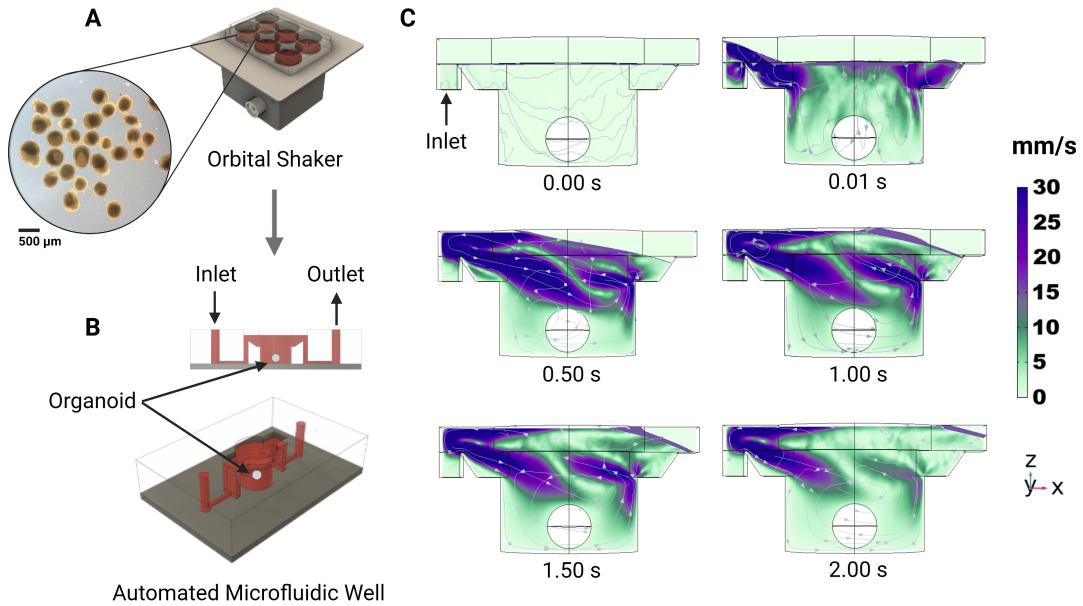 A
Orbital Shaker
500 µm
Inlet
Outlet
B
Organoid
Automated Microfluidic Well
C
Inlet
0.00 s
0.01 s
0.50 s
1.00 s
1.50 s
2.00 s
mm/s
30
25
20
15
10
5
0
z
y
x